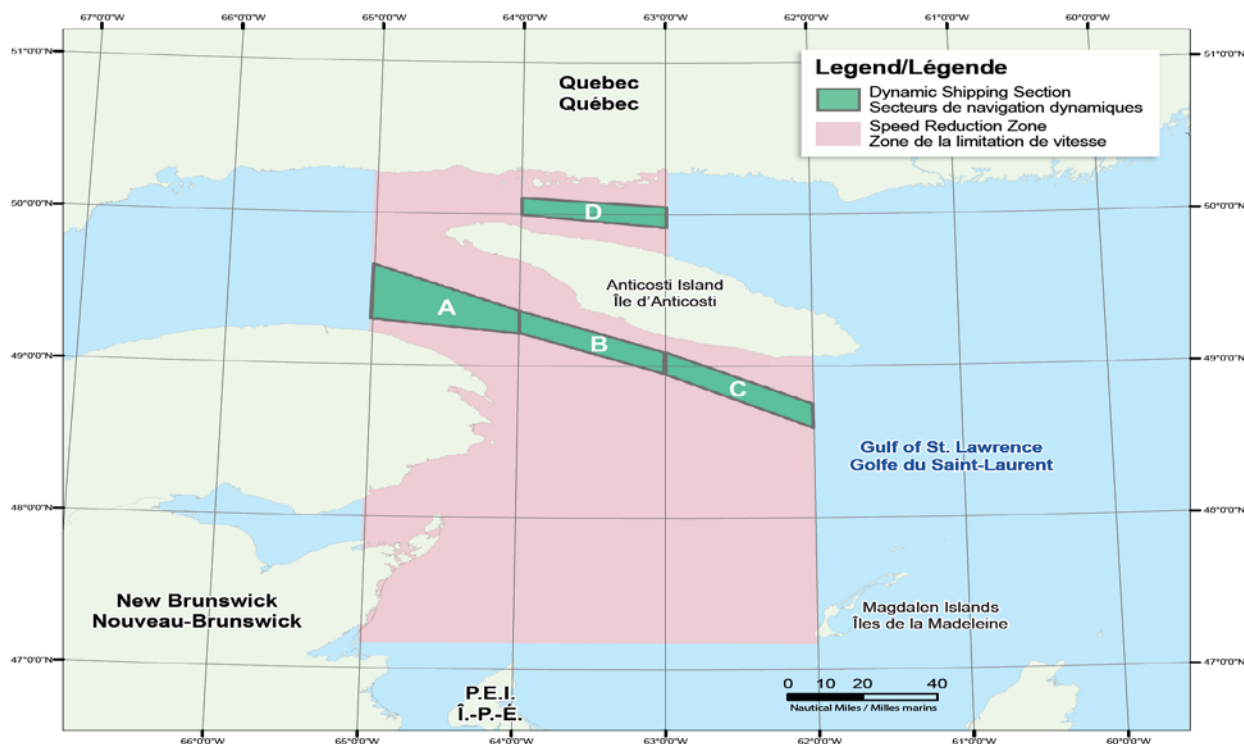 67°0'0"W
66°0'0"W
65°0'0"W
64°0'0"W
63°0'0"W
62°0'0"W
61°0'0"W
60°0'0"W
51°0'0"N
51°0'0"N
Legend/Légende
Dynamic Shipping Section
Secteurs de navigation dynamiques
Speed Reduction Zone
Zone de la limitation de vitesse
Quebec
Québec
50°0'0"N
50°0'0"N
D
Anticosti Island
Île d'Anticosti
A
B
C
49°0'0"N
49°0'0"N
Gulf of St. Lawrence
Golfe du Saint-Laurent
48°0'0"N
48°0'0"N
New Brunswick
Nouveau-Brunswick
Magdalen Islands
Îles de la Madeleine
47°0'0"N
47°0'0"N
P.E.I.
Î.-P.-É.
0 10 20 40
Nautical Miles / Milles marins
66°0'0"W
65°0'0"W
64°0'0"W
63°0'0"W
62°0'0"W
61°0'0"W
60°0'0"W